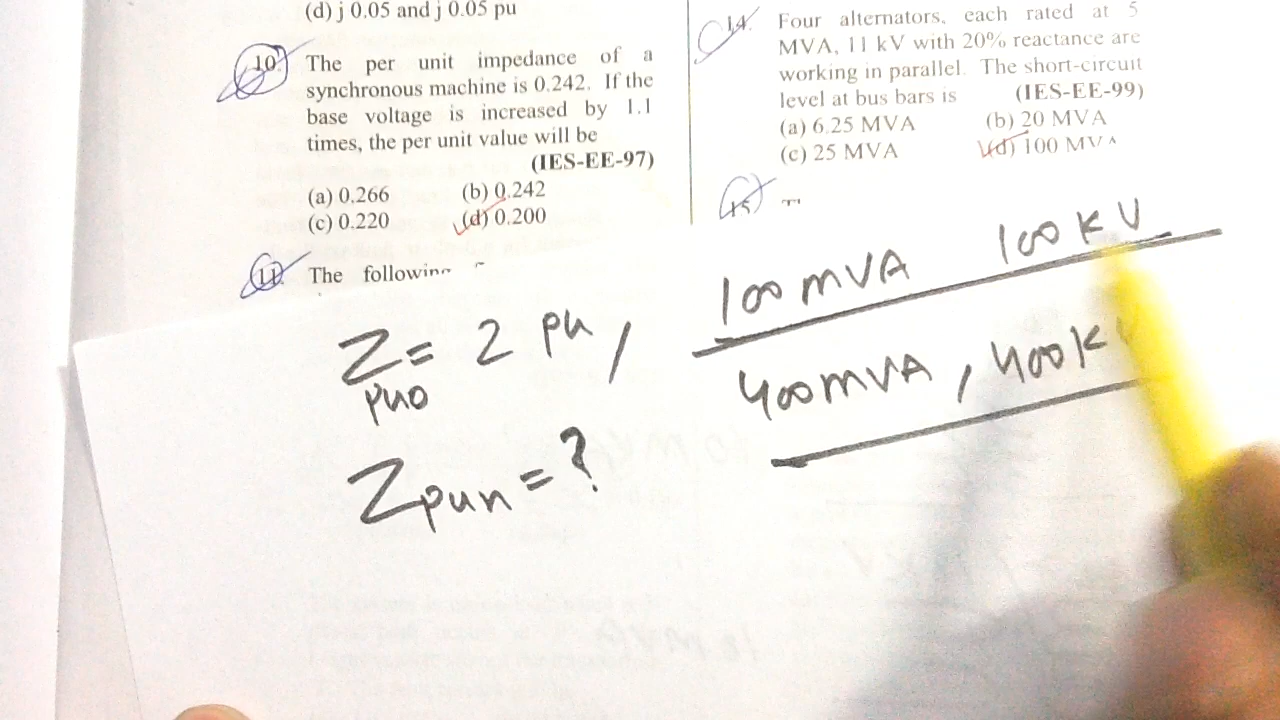 (d) j 0.05 and j 0.05 pu
10. The per unit impedance of a
synchronous machine is 0.242. If the
base voltage is increased by 1.1
times, the per unit value will be
(IES-EE-97)
(a) 0.266 (b) 0.242
(c) 0.220 (d) 0.200
11. The following
14. Four alternators, each rated at 5
MVA, 11 kV with 20% reactance are
working in parallel. The short-circuit
level at bus bars is (IES-EE-99)
(a) 6.25 MVA (b) 20 MVA
(c) 25 MVA (d) 100 MVA
15.
Zpuo = 2 pu, 100 mVA 100 KV
400mVA, 400K
Zpun = ?